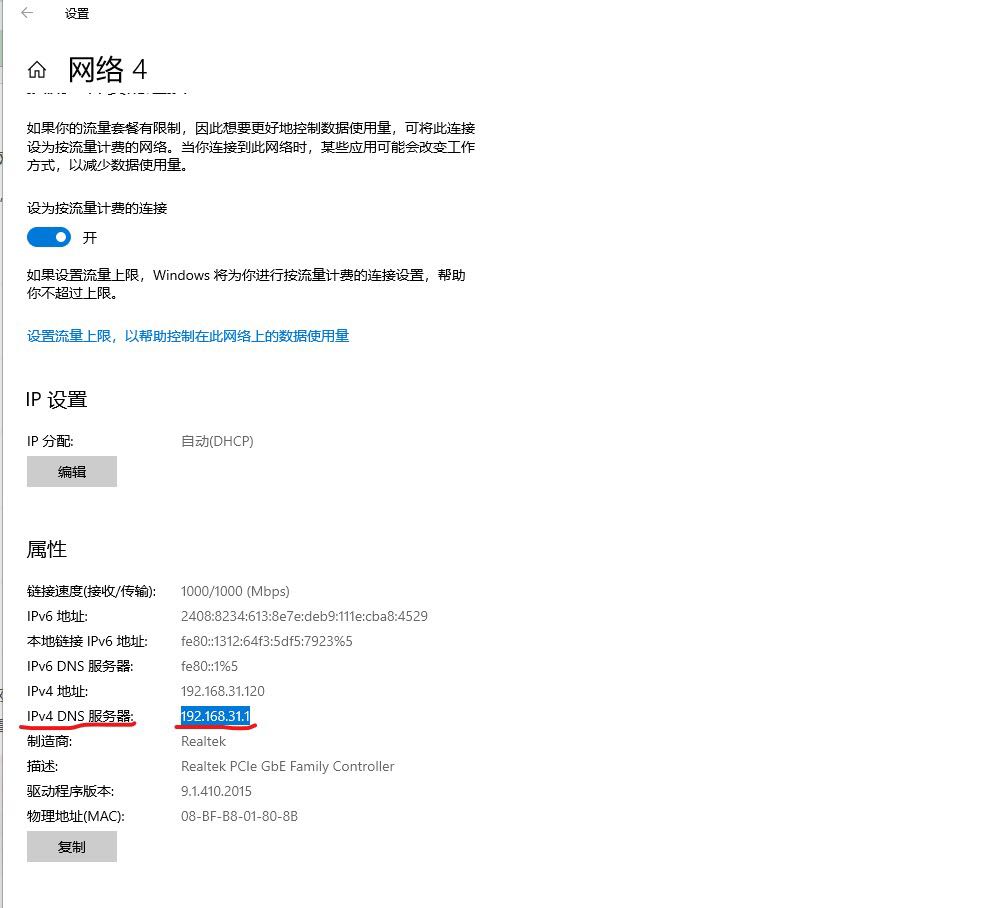 设置
网络 4
如果你的流量套餐有限制，因此想要更好地控制数据使用量，可将此连接
设为按流量计费的网络。当你连接到此网络时，某些应用可能会改变工作
方式，以减少数据使用量。
设为按流量计费的连接
开
如果设置流量上限，Windows 将为你进行按流量计费的连接设置，帮助
你不超过上限。
设置流量上限，以帮助控制在此网络上的数据使用量
IP 设置
IP 分配: 自动(DHCP)
编辑
属性
链接速度(接收/传输): 1000/1000 (Mbps)
IPv6 地址: 2408:8234:613:8e7e:deb9:111e:cba8:4529
本地链接 IPv6 地址: fe80::1312:64f3:5df5:7923%5
IPv6 DNS 服务器: fe80::1%5
IPv4 地址: 192.168.31.120
IPv4 DNS 服务器: 192.168.31.1
制造商: Realtek
描述: Realtek PCIe GbE Family Controller
驱动程序版本: 9.1.410.2015
物理地址(MAC): 08-BF-B8-01-80-8B
复制